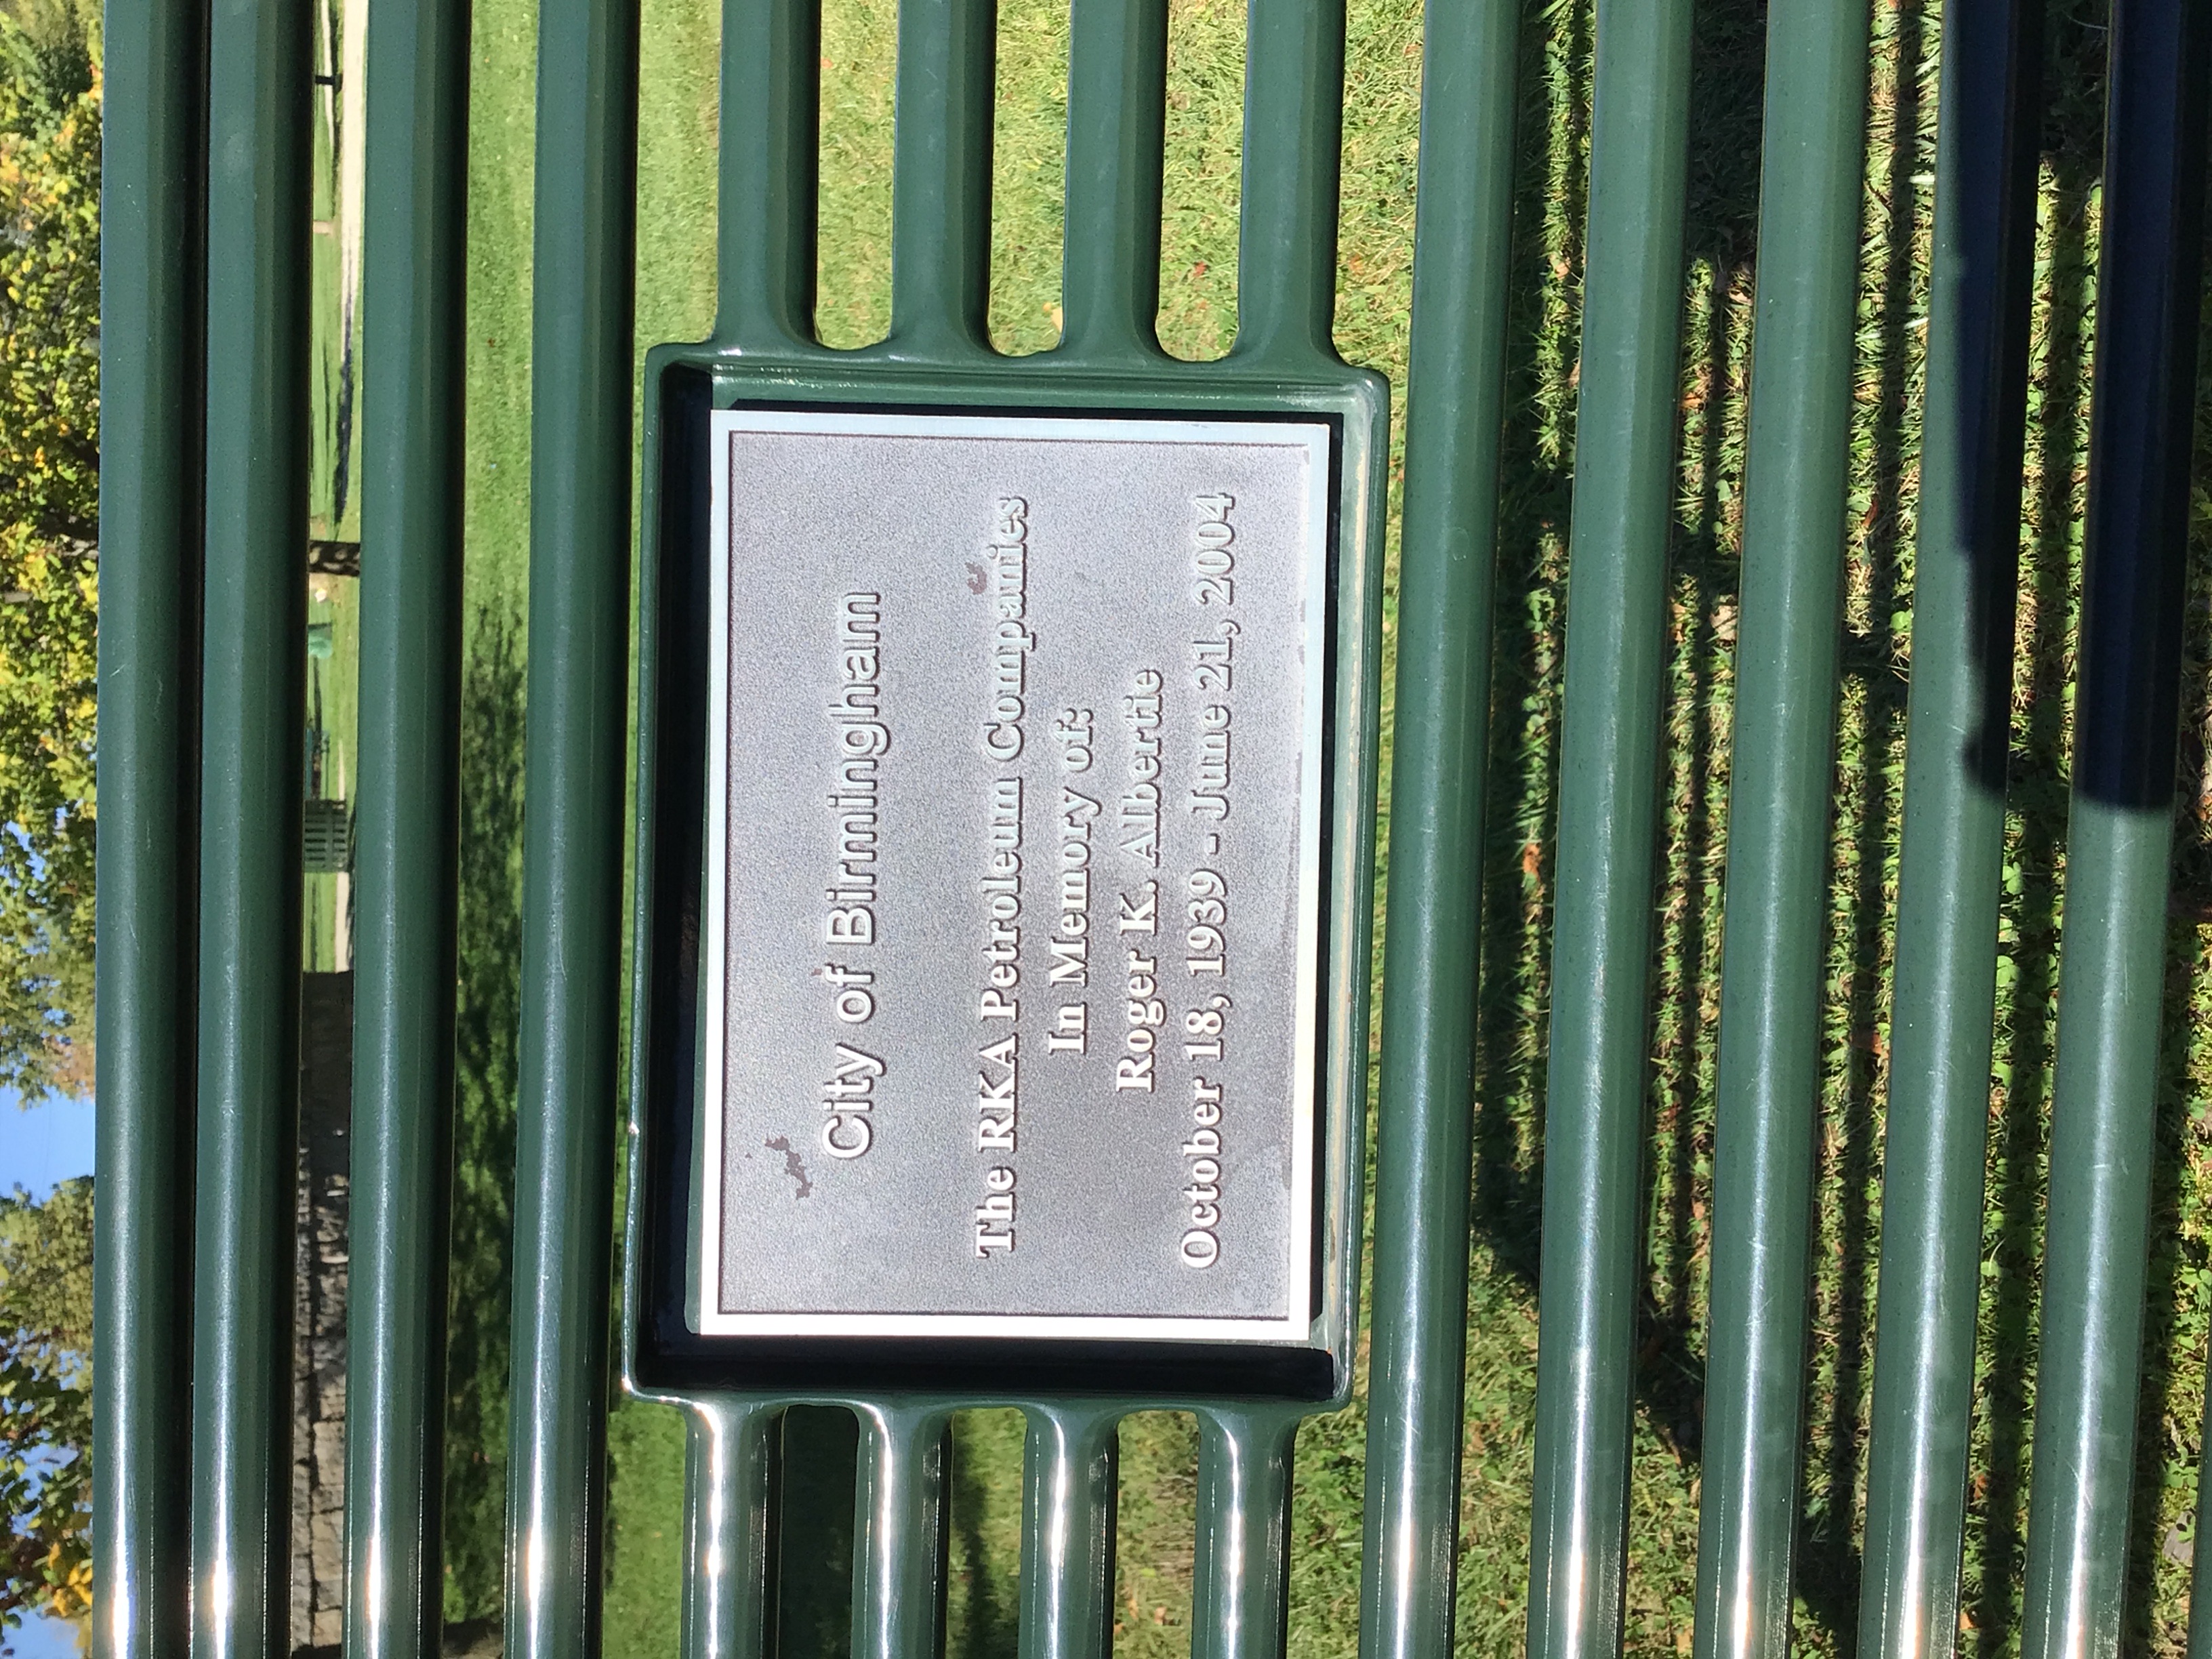 City of Birmingham
The RKA Petroleum Companies
In Memory of:
Roger K. Albertie
October 18, 1939 - June 21, 2004